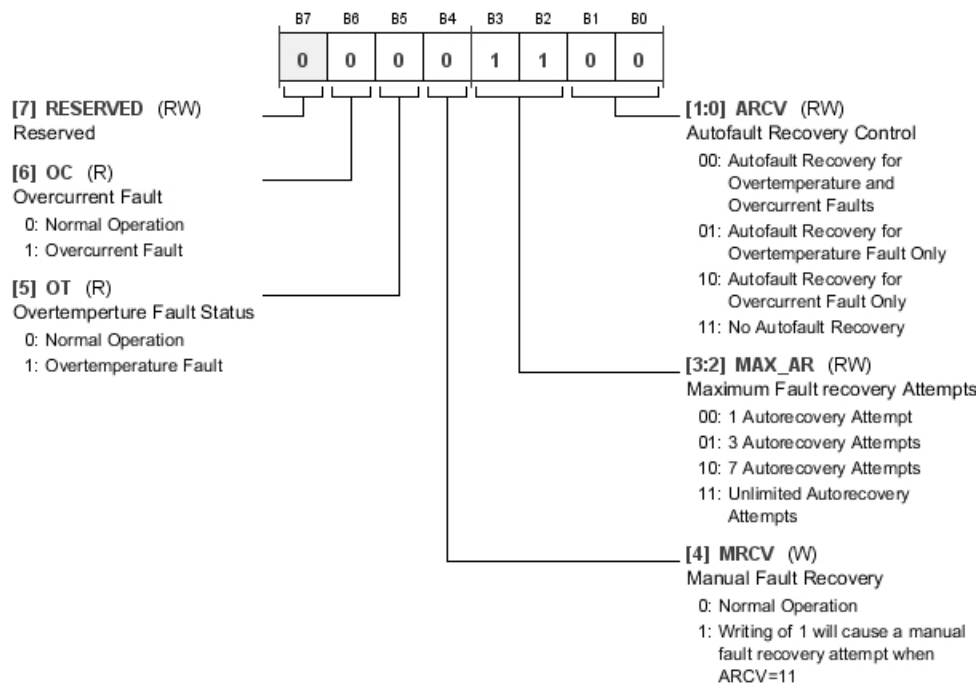 B7 B6 B5 B4 B3 B2 B1 B0
0 0 0 0 1 1 0 0
[7] RESERVED (RW)
Reserved
[6] OC (R)
Overcurrent Fault
0: Normal Operation
1: Overcurrent Fault
[5] OT (R)
Overtemperture Fault Status
0: Normal Operation
1: Overtemperature Fault
[1:0] ARCV (RW)
Autofault Recovery Control
00: Autofault Recovery for
Overtemperature and
Overcurrent Faults
01: Autofault Recovery for
Overtemperature Fault Only
10: Autofault Recovery for
Overcurrent Fault Only
11: No Autofault Recovery
[3:2] MAX_AR (RW)
Maximum Fault recovery Attempts
00: 1 Autorecovery Attempt
01: 3 Autorecovery Attempts
10: 7 Autorecovery Attempts
11: Unlimited Autorecovery
Attempts
[4] MRCV (W)
Manual Fault Recovery
0: Normal Operation
1: Writing of 1 will cause a manual
fault recovery attempt when
ARCV=11